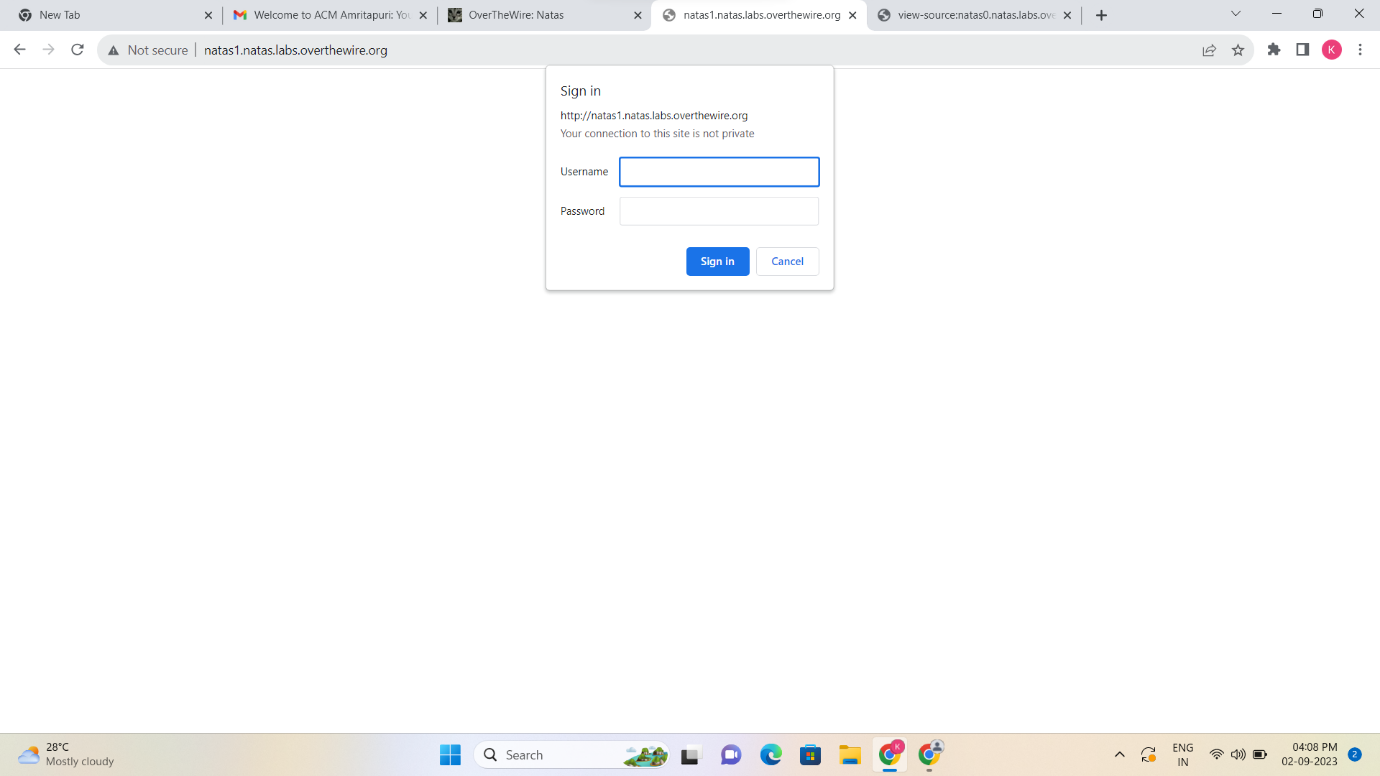 New Tab
Welcome to ACM Amritapuri: You
OverTheWire: Natas
natas1.natas.labs.overthewire.org
view-source:natas0.natas.labs.ove
Not secure
natas1.natas.labs.overthewire.org
K
Sign in
http://natas1.natas.labs.overthewire.org
Your connection to this site is not private
Username
Password
Sign in
Cancel
28°C
Mostly cloudy
Search
K
ENG
IN
04:08 PM
02-09-2023
2